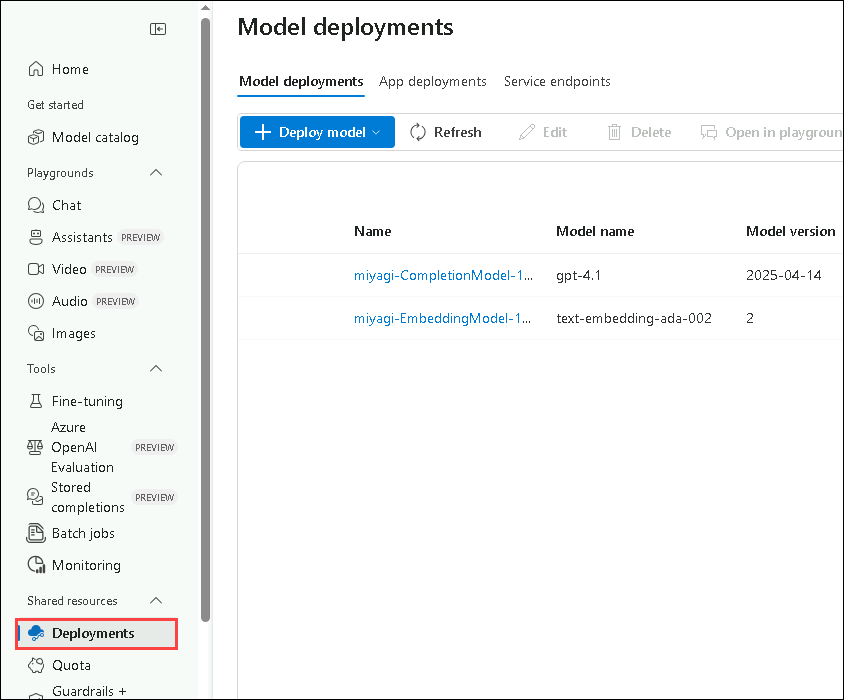 Home
Get started
Model catalog
Playgrounds
Chat
Assistants PREVIEW
Video PREVIEW
Audio PREVIEW
Images
Tools
Fine-tuning
Azure
OpenAI PREVIEW
Evaluation
Stored
completions PREVIEW
Batch jobs
Monitoring
Shared resources
Deployments
Quota
Guardrails +
Model deployments
Model deployments App deployments Service endpoints
+ Deploy model Refresh Edit Delete Open in playgroun
Name Model name Model version
miyagi-CompletionModel-1... gpt-4.1 2025-04-14
miyagi-EmbeddingModel-1... text-embedding-ada-002 2